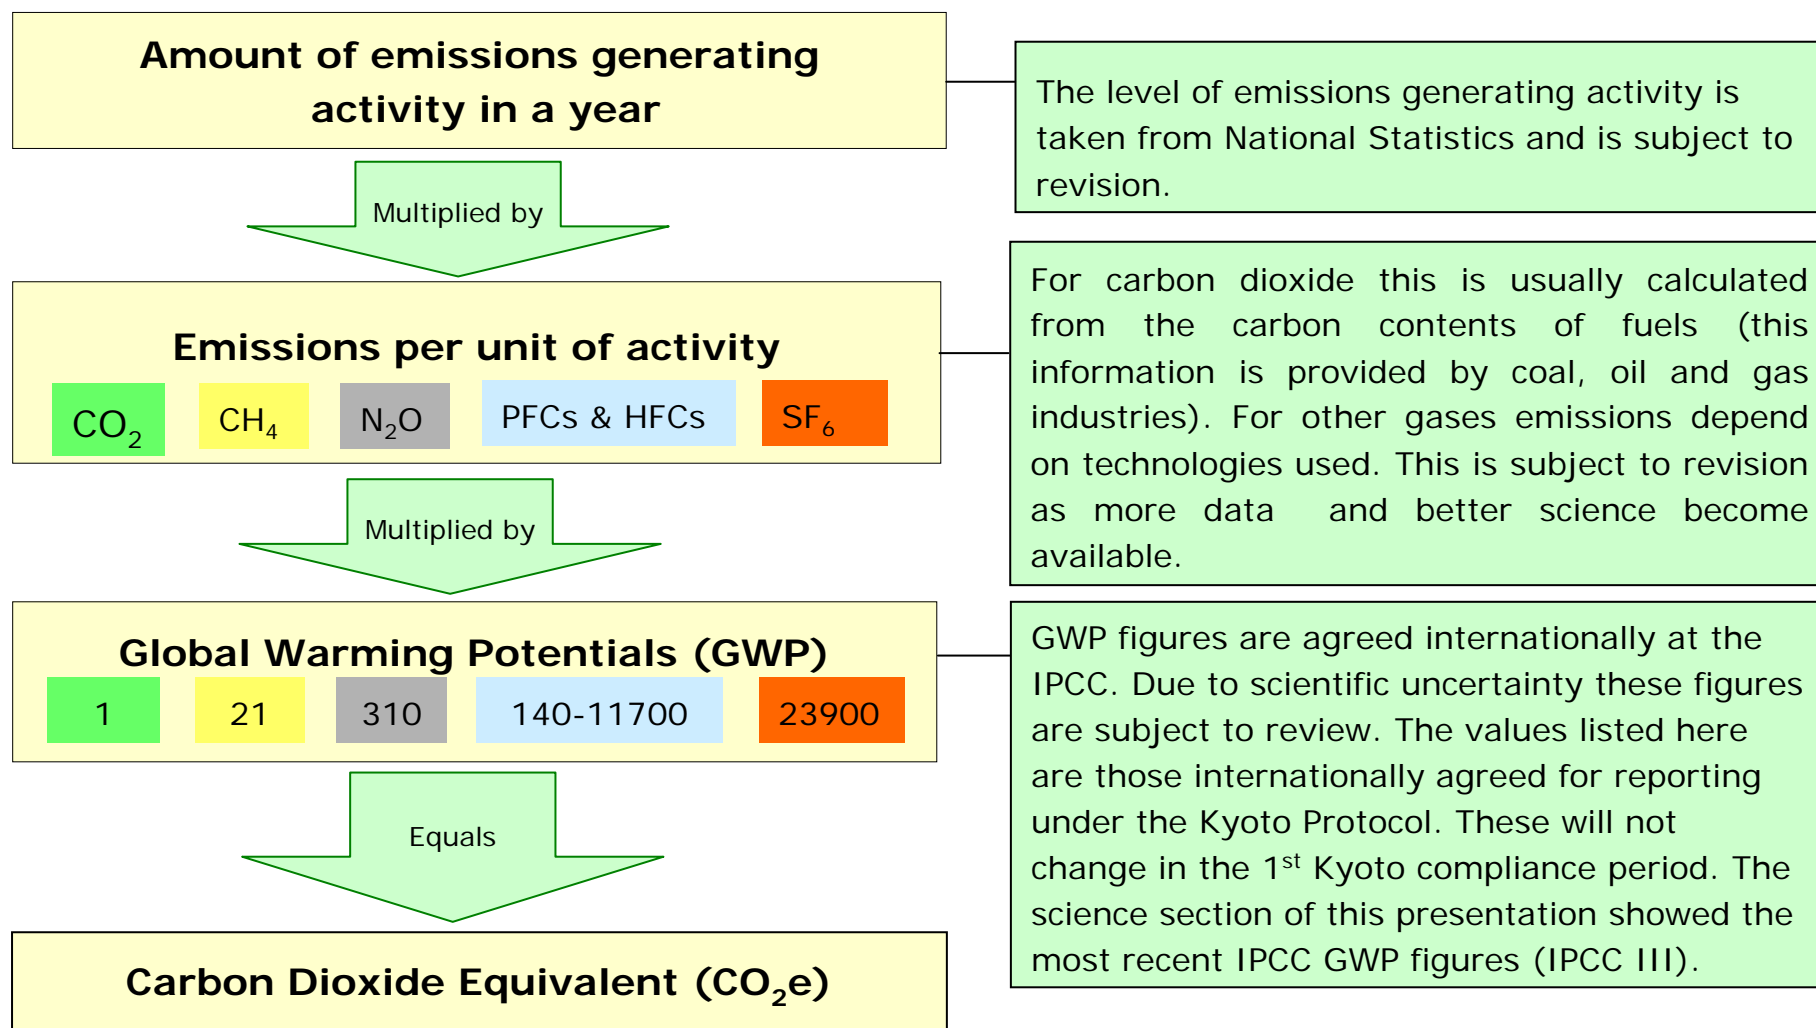 Amount of emissions generating
activity in a year
The level of emissions generating activity is
taken from National Statistics and is subject to
revision.
Multiplied by
Emissions per unit of activity
CO₂ CH₄ N₂O PFCs & HFCs SF₆
For carbon dioxide this is usually calculated
from the carbon contents of fuels (this
information is provided by coal, oil and gas
industries). For other gases emissions depend
on technologies used. This is subject to revision
as more data and better science become
available.
Multiplied by
Global Warming Potentials (GWP)
1 21 310 140-11700 23900
GWP figures are agreed internationally at the
IPCC. Due to scientific uncertainty these figures
are subject to review. The values listed here
are those internationally agreed for reporting
under the Kyoto Protocol. These will not
change in the 1st Kyoto compliance period. The
science section of this presentation showed the
most recent IPCC GWP figures (IPCC III).
Equals
Carbon Dioxide Equivalent (CO₂e)